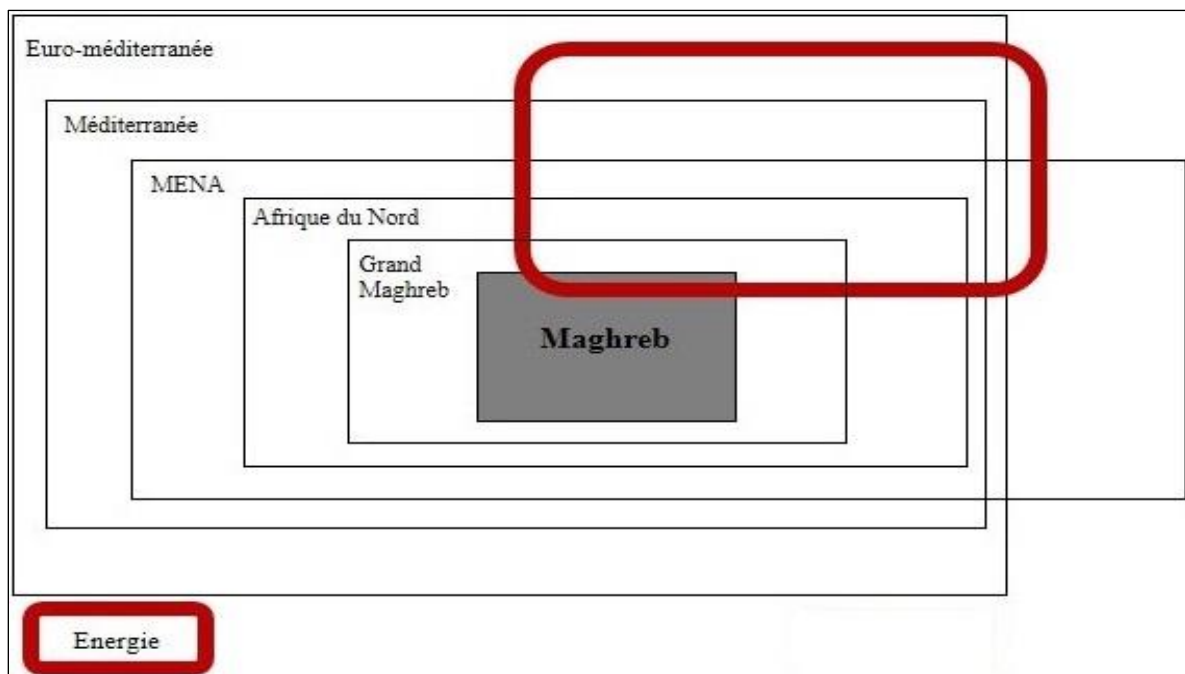 Euro-méditerranée
Méditerranée
MENA
Afrique du Nord
Grand
Maghreb
Maghreb
Energie